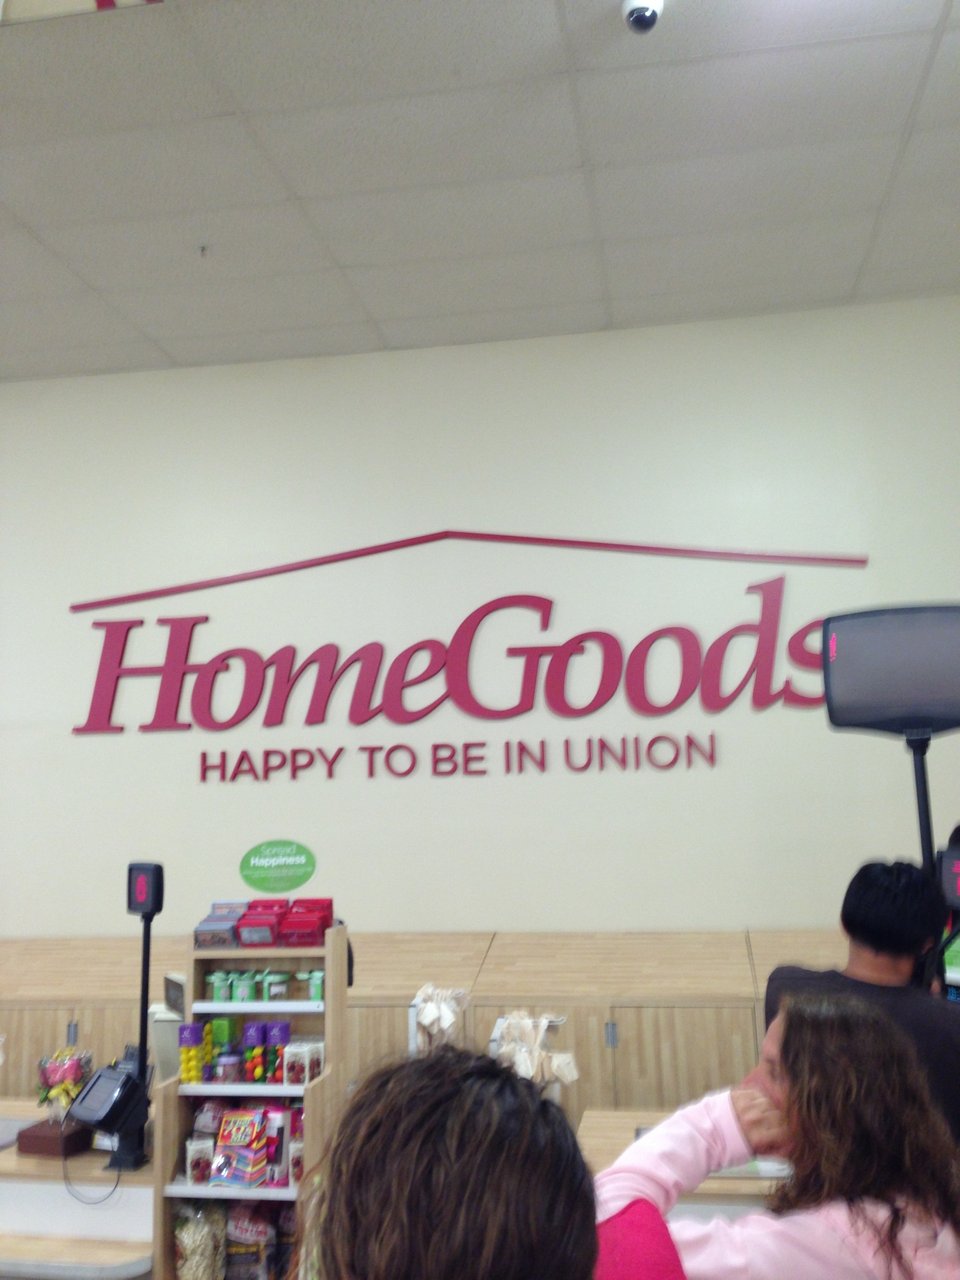 HomeGoods
HAPPY TO BE IN UNION
Spread
Happiness